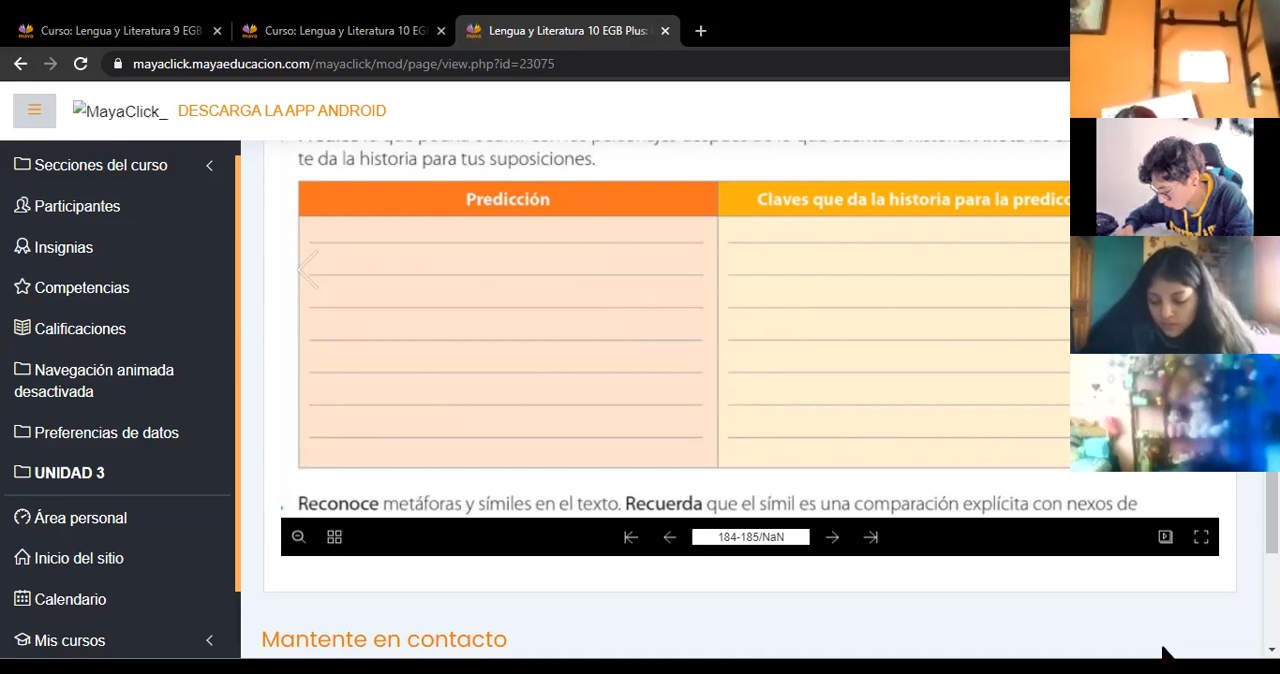 Curso: Lengua y Literatura 9 EGB
Curso: Lengua y Literatura 10 EG
Lengua y Literatura 10 EGB Plus:
mayaclick.mayaeducacion.com/mayaclick/mod/page/view.php?id=23075
MayaClick_
DESCARGA LA APP ANDROID
Secciones del curso
Participantes
Insignias
Competencias
Calificaciones
Navegación animada
desactivada
Preferencias de datos
UNIDAD 3
Área personal
Inicio del sitio
Calendario
Mis cursos
te da la historia para tus suposiciones.
Predicción
Claves que da la historia para la predicc
Reconoce metáforas y símiles en el texto. Recuerda que el símil es una comparación explícita con nexos de
184-185/NaN
Mantente en contacto